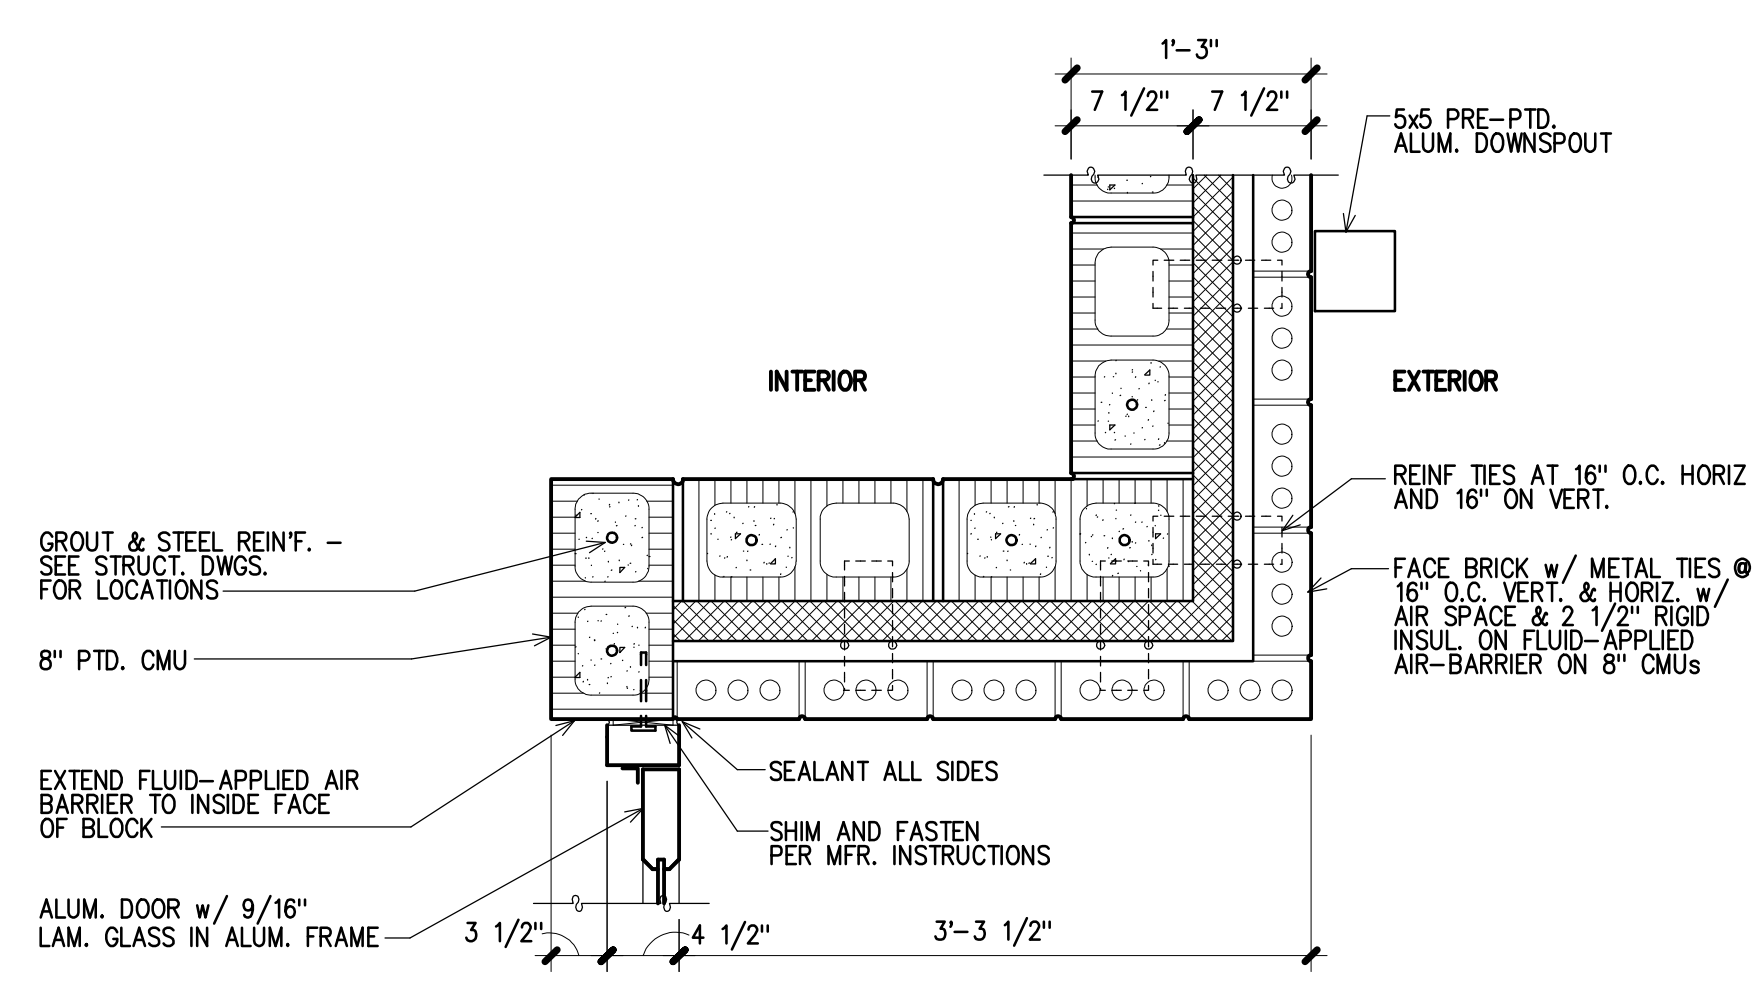 1'-3"
7 1/2" 7 1/2"
5x5 PRE-PTD.
ALUM. DOWNSPOUT
INTERIOR
EXTERIOR
REINF TIES AT 16" O.C. HORIZ
AND 16" ON VERT.
GROUT & STEEL REIN'F. -
SEE STRUCT. DWGS.
FOR LOCATIONS
FACE BRICK w/ METAL TIES @
16" O.C. VERT. & HORIZ. w/
AIR SPACE & 2 1/2" RIGID
INSUL. ON FLUID-APPLIED
AIR-BARRIER ON 8" CMUs
8" PTD. CMU
EXTEND FLUID-APPLIED AIR
BARRIER TO INSIDE FACE
OF BLOCK
SEALANT ALL SIDES
SHIM AND FASTEN
PER MFR. INSTRUCTIONS
ALUM. DOOR w/ 9/16"
LAM. GLASS IN ALUM. FRAME
3 1/2" 4 1/2" 3'-3 1/2"